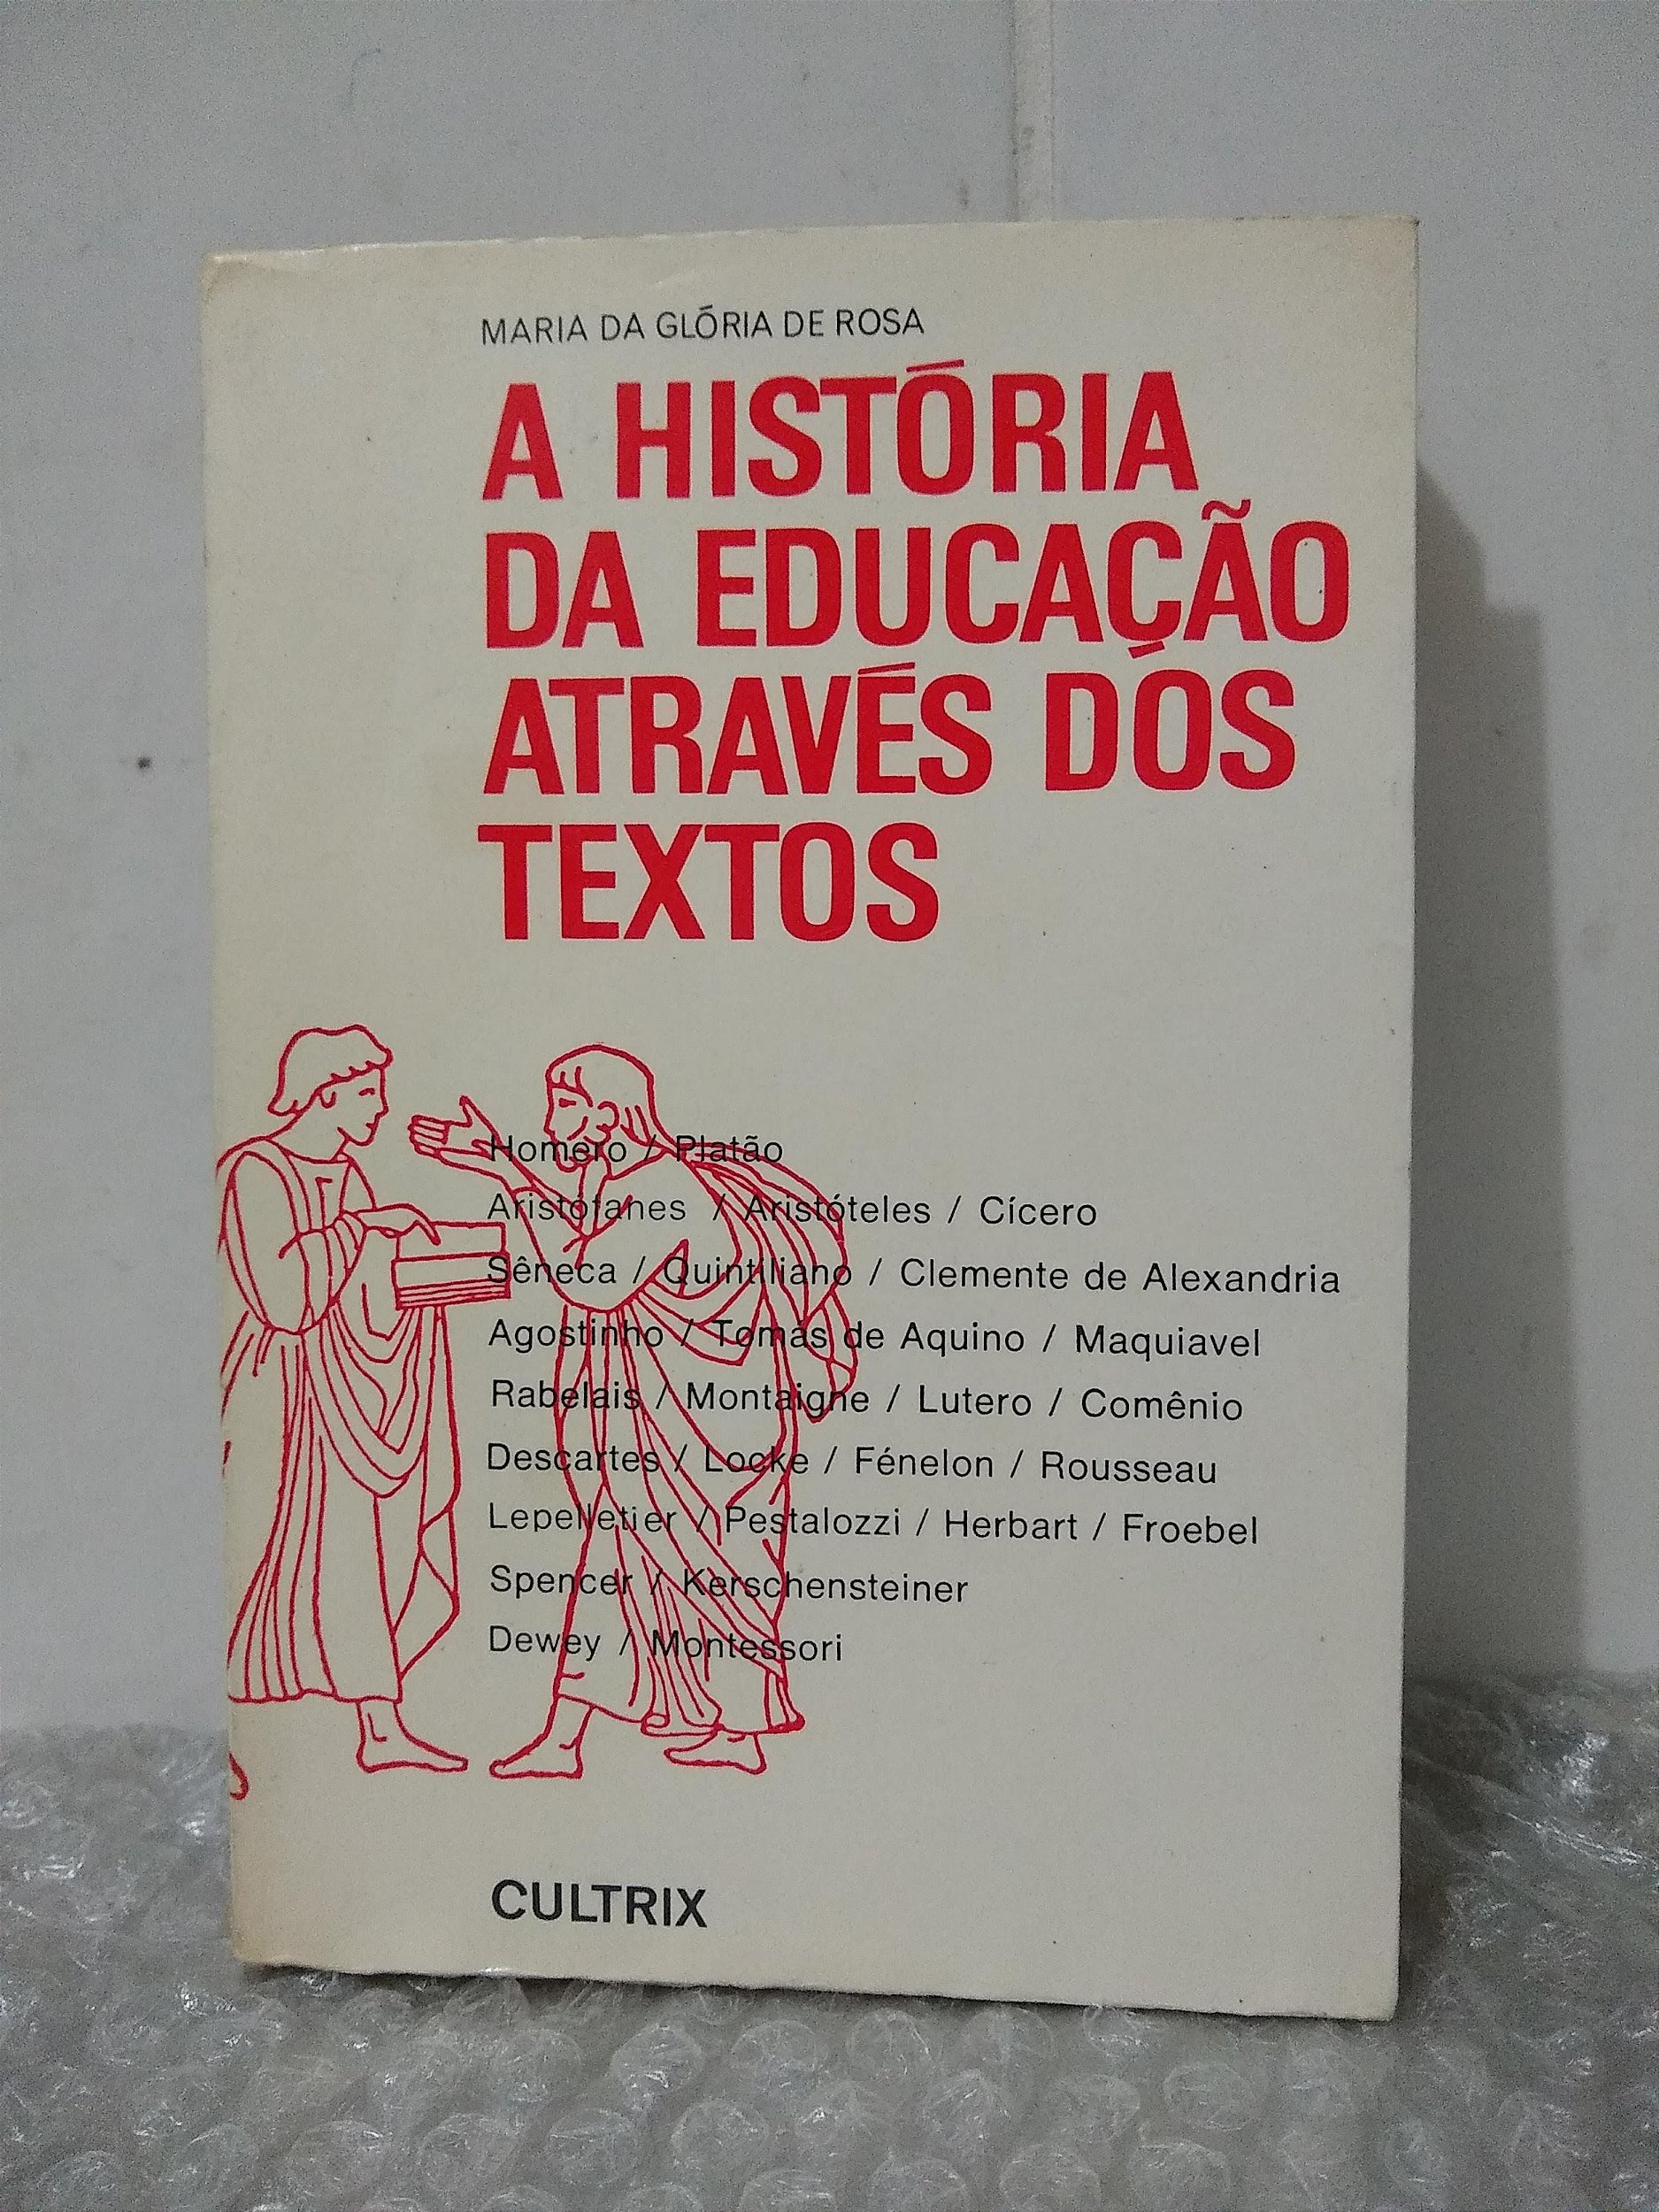 MARIA DA GLÓRIA DE ROSA
A HISTÓRIA
DA EDUCAÇÃO
ATRAVÉS DOS
TEXTOS
Homero / Platão
Aristófanes / Aristóteles / Cícero
Sêneca / Quintiliano / Clemente de Alexandria
Agostinho / Tomás de Aquino / Maquiavel
Rabelais / Montaigne / Lutero / Comênio
Descartes / Locke / Fénelon / Rousseau
Lepelletier / Pestalozzi / Herbart / Froebel
Spencer / Kerschensteiner
Dewey / Montessori
CULTRIX